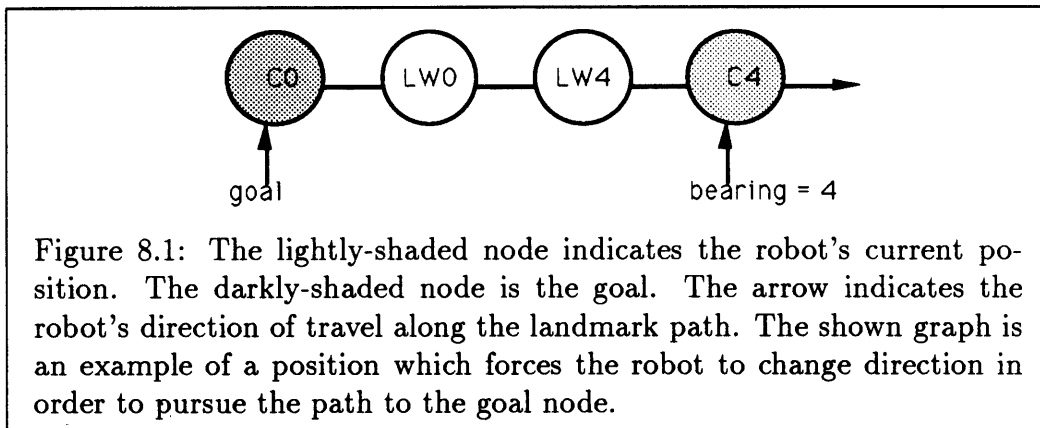 C0 LW0 LW4 C4
goal bearing = 4
Figure 8.1: The lightly-shaded node indicates the robot's current po-
sition. The darkly-shaded node is the goal. The arrow indicates the
robot's direction of travel along the landmark path. The shown graph is
an example of a position which forces the robot to change direction in
order to pursue the path to the goal node.